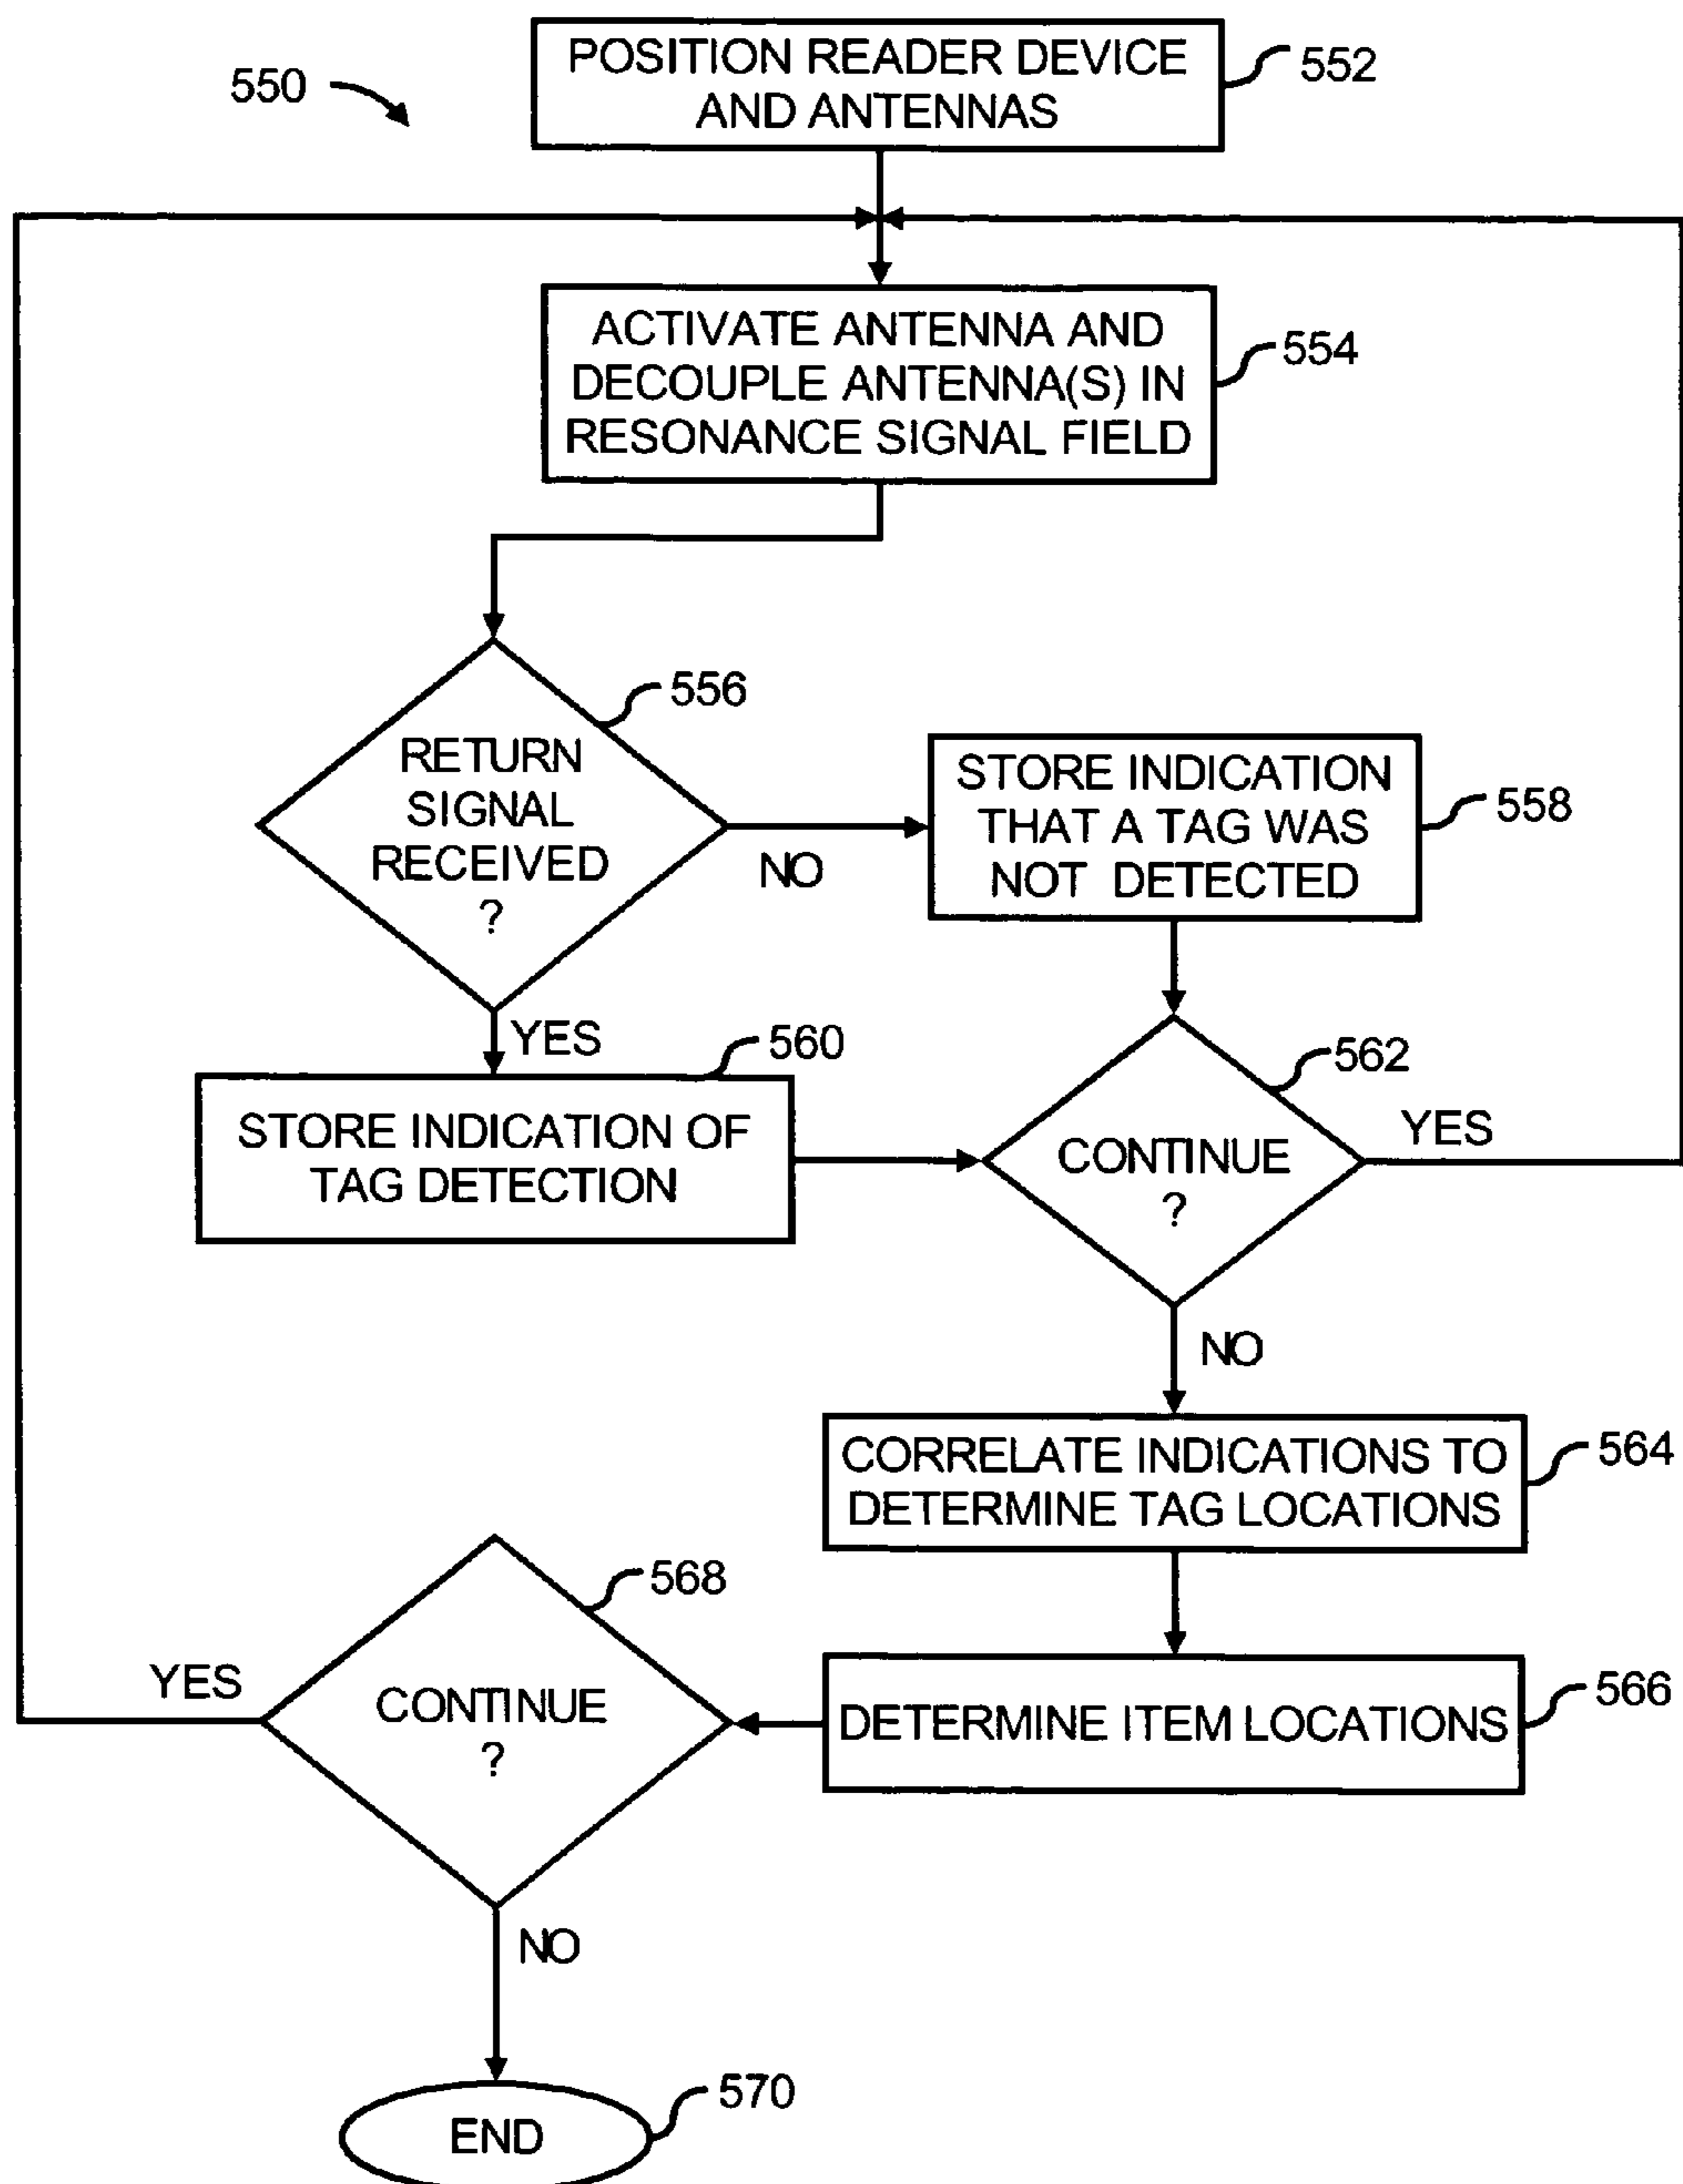 550
POSITION READER DEVICE
AND ANTENNAS
552
ACTIVATE ANTENNA AND
DECOUPLE ANTENNA(S) IN
RESONANCE SIGNAL FIELD
554
RETURN
SIGNAL
RECEIVED
?
556
NO
STORE INDICATION
THAT A TAG WAS
NOT DETECTED
558
YES
STORE INDICATION OF
TAG DETECTION
560
CONTINUE
?
562
YES
NO
CORRELATE INDICATIONS TO
DETERMINE TAG LOCATIONS
564
DETERMINE ITEM LOCATIONS
566
CONTINUE
?
568
YES
NO
END
570